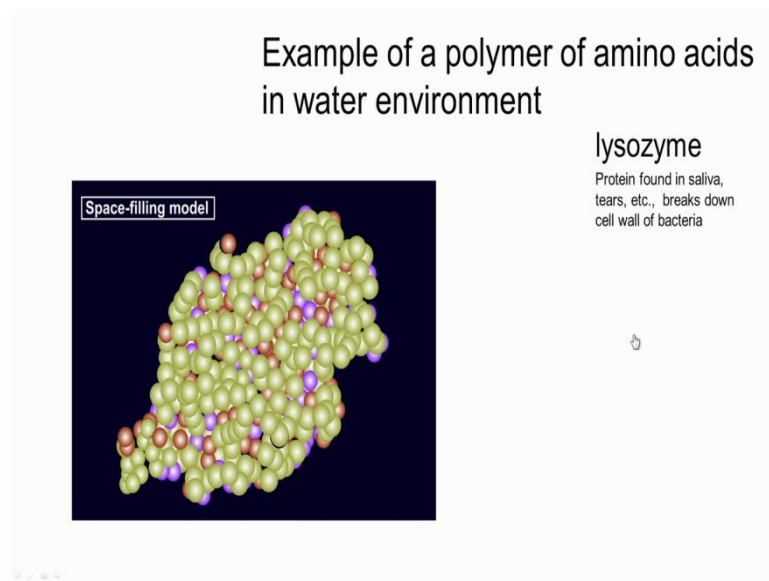 Example of a polymer of amino acids
in water environment
lysozyme
Protein found in saliva,
tears, etc., breaks down
cell wall of bacteria
Space-filling model